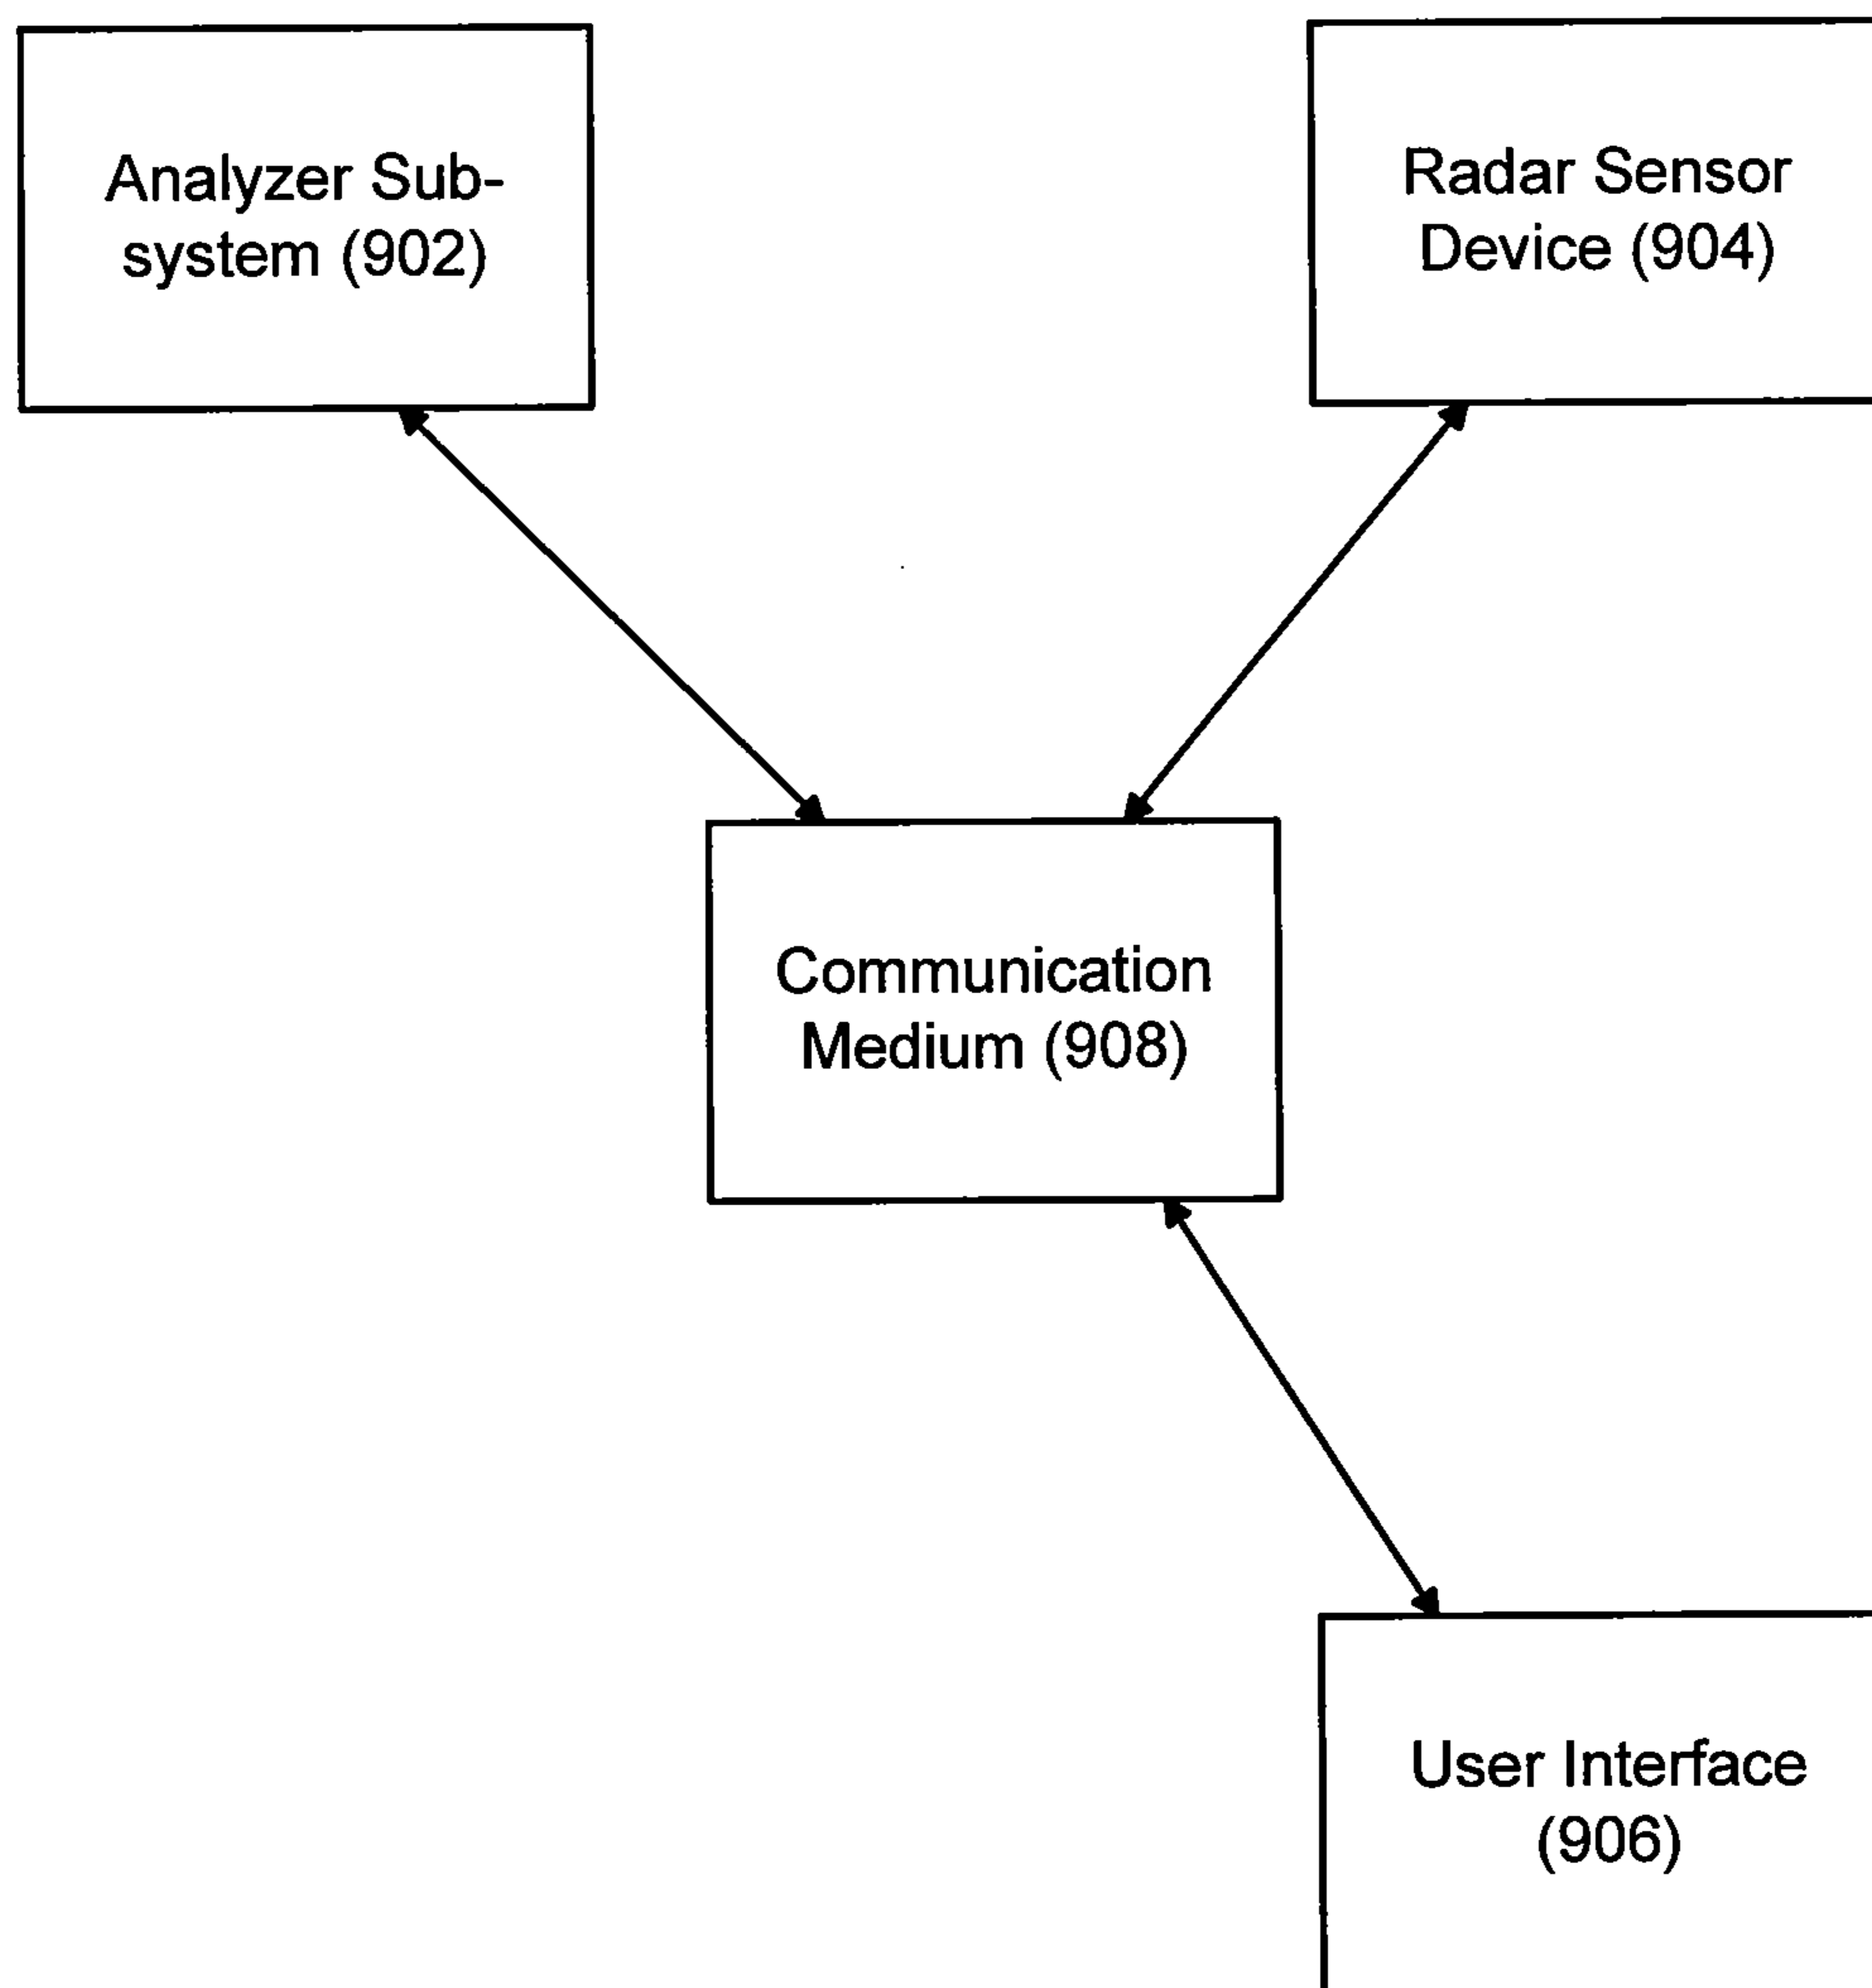 Analyzer Sub-
system (902)
Radar Sensor
Device (904)
Communication
Medium (908)
User Interface
(906)